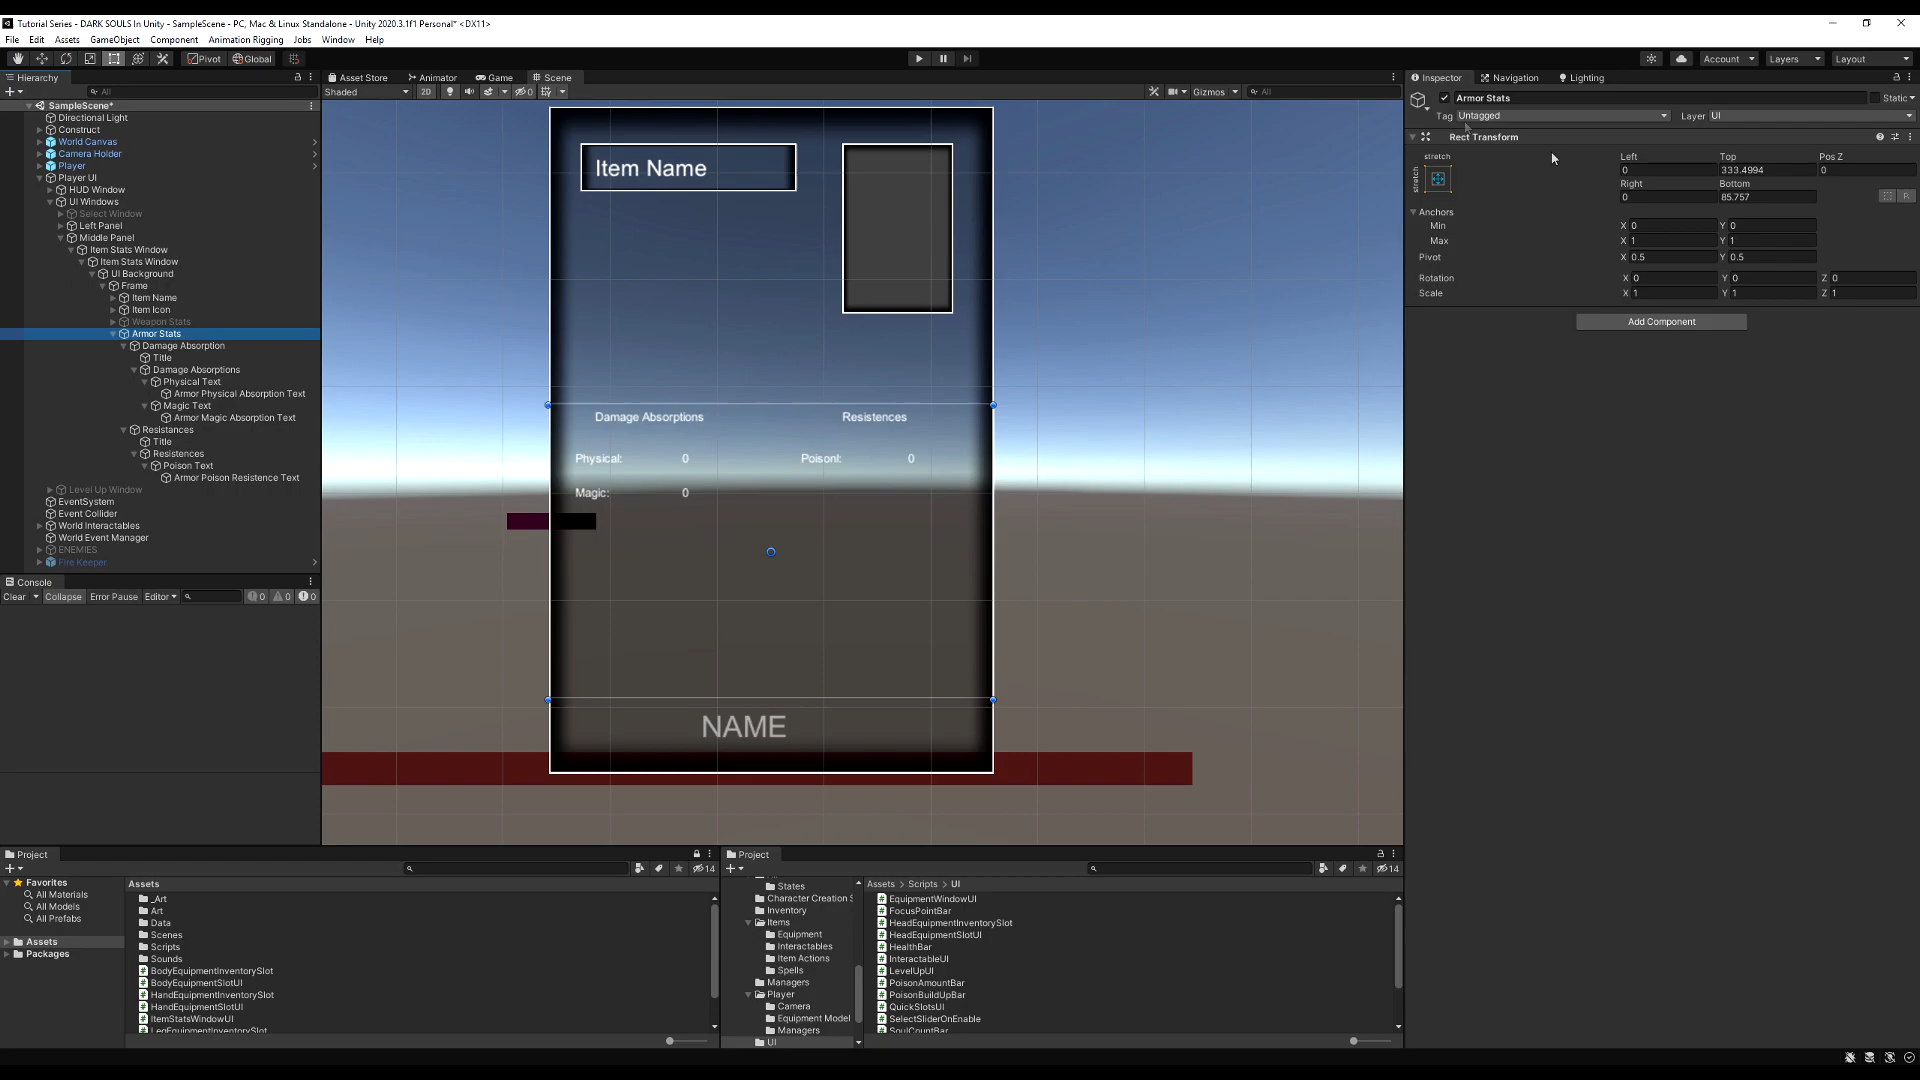 Tutorial Series - DARK SOULS In Unity - SampleScene - PC, Mac & Linux Standalone - Unity 2020.3.1f1 Personal* <DX11>
File Edit Assets GameObject Component Animation Rigging Jobs Window Help
Pivot Global Account Layers Layout
Hierarchy
All
SampleScene*
Directional Light
Construct
World Canvas
Camera Holder
Player
Player UI
HUD Window
UI Windows
Select Window
Left Panel
Middle Panel
Item Stats Window
Item Stats Window
UI Background
Frame
Item Name
Item Icon
Weapon Stats
Armor Stats
Damage Absorption
Title
Damage Absorptions
Physical Text
Armor Physical Absorption Text
Magic Text
Armor Magic Absorption Text
Resistances
Title
Resistences
Poison Text
Armor Poison Resistence Text
Level Up Window
EventSystem
Event Collider
World Interactables
World Event Manager
ENEMIES
Fire Keeper
Console
Clear Collapse Error Pause Editor 0 0 0
Asset Store Animator Game Scene
Shaded 2D 0 Gizmos All
Item Name
Damage Absorptions Resistences
Physical: 0 Poisonl: 0
Magic: 0
NAME
Inspector Navigation Lighting
Armor Stats Static
Tag Untagged Layer UI
Rect Transform
stretch Left Top Pos Z
stretch 0 333.4994 0
Right Bottom
0 85.757 R
Anchors
Min X 0 Y 0
Max X 1 Y 1
Pivot X 0.5 Y 0.5
Rotation X 0 Y 0 Z 0
Scale X 1 Y 1 Z 1
Add Component
Project
14
Favorites
All Materials
All Models
All Prefabs
Assets
Packages
Assets
_Art
Art
Data
Scenes
Scripts
Sounds
BodyEquipmentInventorySlot
BodyEquipmentSlotUI
HandEquipmentInventorySlot
HandEquipmentSlotUI
ItemStatsWindowUI
LegEquipmentInventorySlot
Project
14
States
Character Creation S
Inventory
Items
Equipment
Interactables
Item Actions
Spells
Managers
Player
Camera
Equipment Model
Managers
UI
Assets > Scripts > UI
EquipmentWindowUI
FocusPointBar
HeadEquipmentInventorySlot
HeadEquipmentSlotUI
HealthBar
InteractableUI
LevelUpUI
PoisonAmountBar
PoisonBuildUpBar
QuickSlotsUI
SelectSliderOnEnable
SoulCountBar